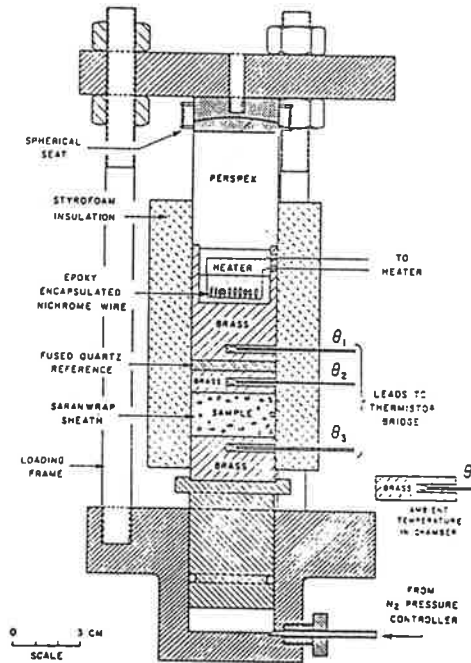 SPHERICAL
SEAT
STYROFOAM
INSULATION
PERSPEX
HEATER
TO
HEATER
EPOXY
ENCAPSULATED
NICHROME WIRE
BRASS
FUSED QUARTZ
REFERENCE
θ1
BRASS
θ2
SARANWRAP
SHEATH
SAMPLE
LEADS TO
THERMISTOR
BRIDGE
θ3
BRASS
LOADING
FRAME
BRASS
θ
AMBIENT
TEMPERATURE
IN CHAMBER
FROM
N2 PRESSURE
CONTROLLER
0 3 CM
SCALE